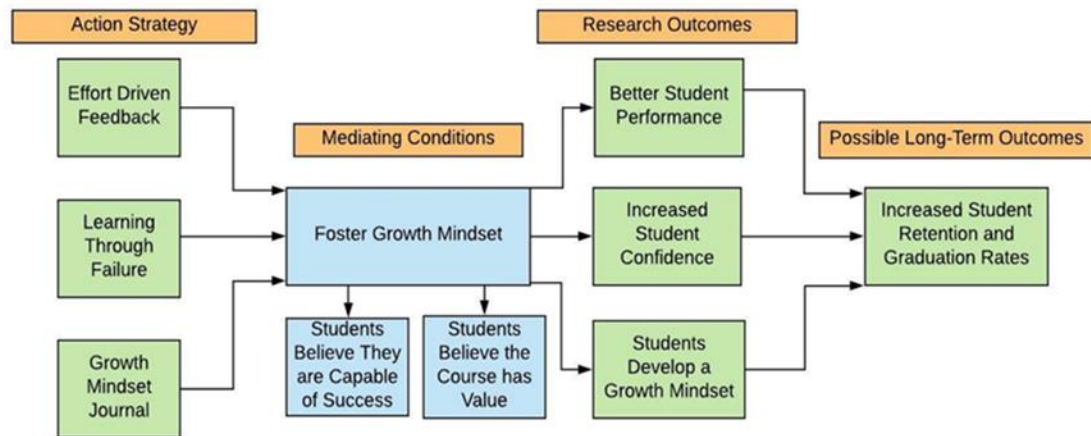 Action Strategy
Effort Driven
Feedback
Learning
Through
Failure
Growth
Mindset
Journal
Mediating Conditions
Foster Growth Mindset
Students
Believe They
are Capable
of Success
Students
Believe the
Course has
Value
Research Outcomes
Better Student
Performance
Increased
Student
Confidence
Students
Develop a
Growth Mindset
Possible Long-Term Outcomes
Increased Student
Retention and
Graduation Rates